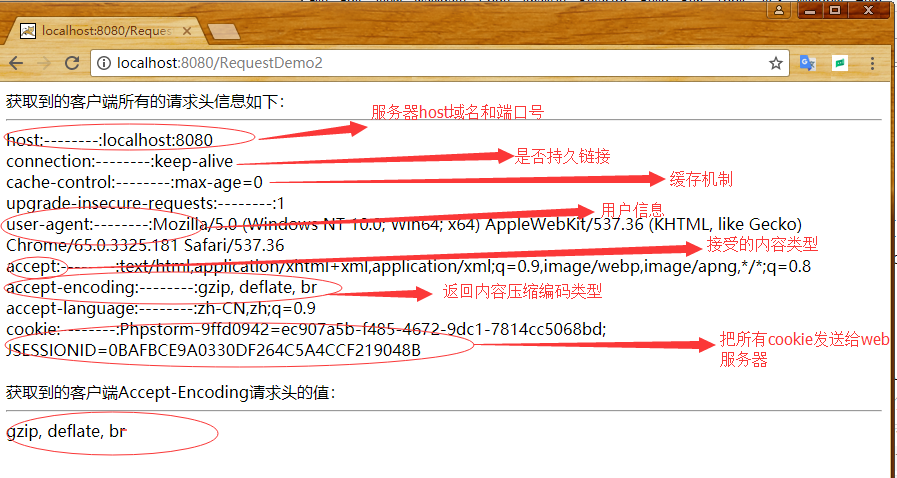 localhost:8080/Reques
localhost:8080/RequestDemo2
获取到的客户端所有的请求头信息如下：
服务器host域名和端口号
host:--------:localhost:8080
connection:--------:keep-alive
是否持久链接
cache-control:--------:max-age=0
缓存机制
upgrade-insecure-requests:--------:1
用户信息
user-agent:--------:Mozilla/5.0 (Windows NT 10.0; Win64; x64) AppleWebKit/537.36 (KHTML, like Gecko)
Chrome/65.0.3325.181 Safari/537.36
接受的内容类型
accept:--------:text/html,application/xhtml+xml,application/xml;q=0.9,image/webp,image/apng,*/*;q=0.8
accept-encoding:--------:gzip, deflate, br
返回内容压缩编码类型
accept-language:--------:zh-CN,zh;q=0.9
cookie:--------:Phpstorm-9ffd0942=ec907a5b-f485-4672-9dc1-7814cc5068bd;
JSESSIONID=0BAFBCE9A0330DF264C5A4CCF219048B
把所有cookie发送给web
服务器
获取到的客户端Accept-Encoding请求头的值：
gzip, deflate, br